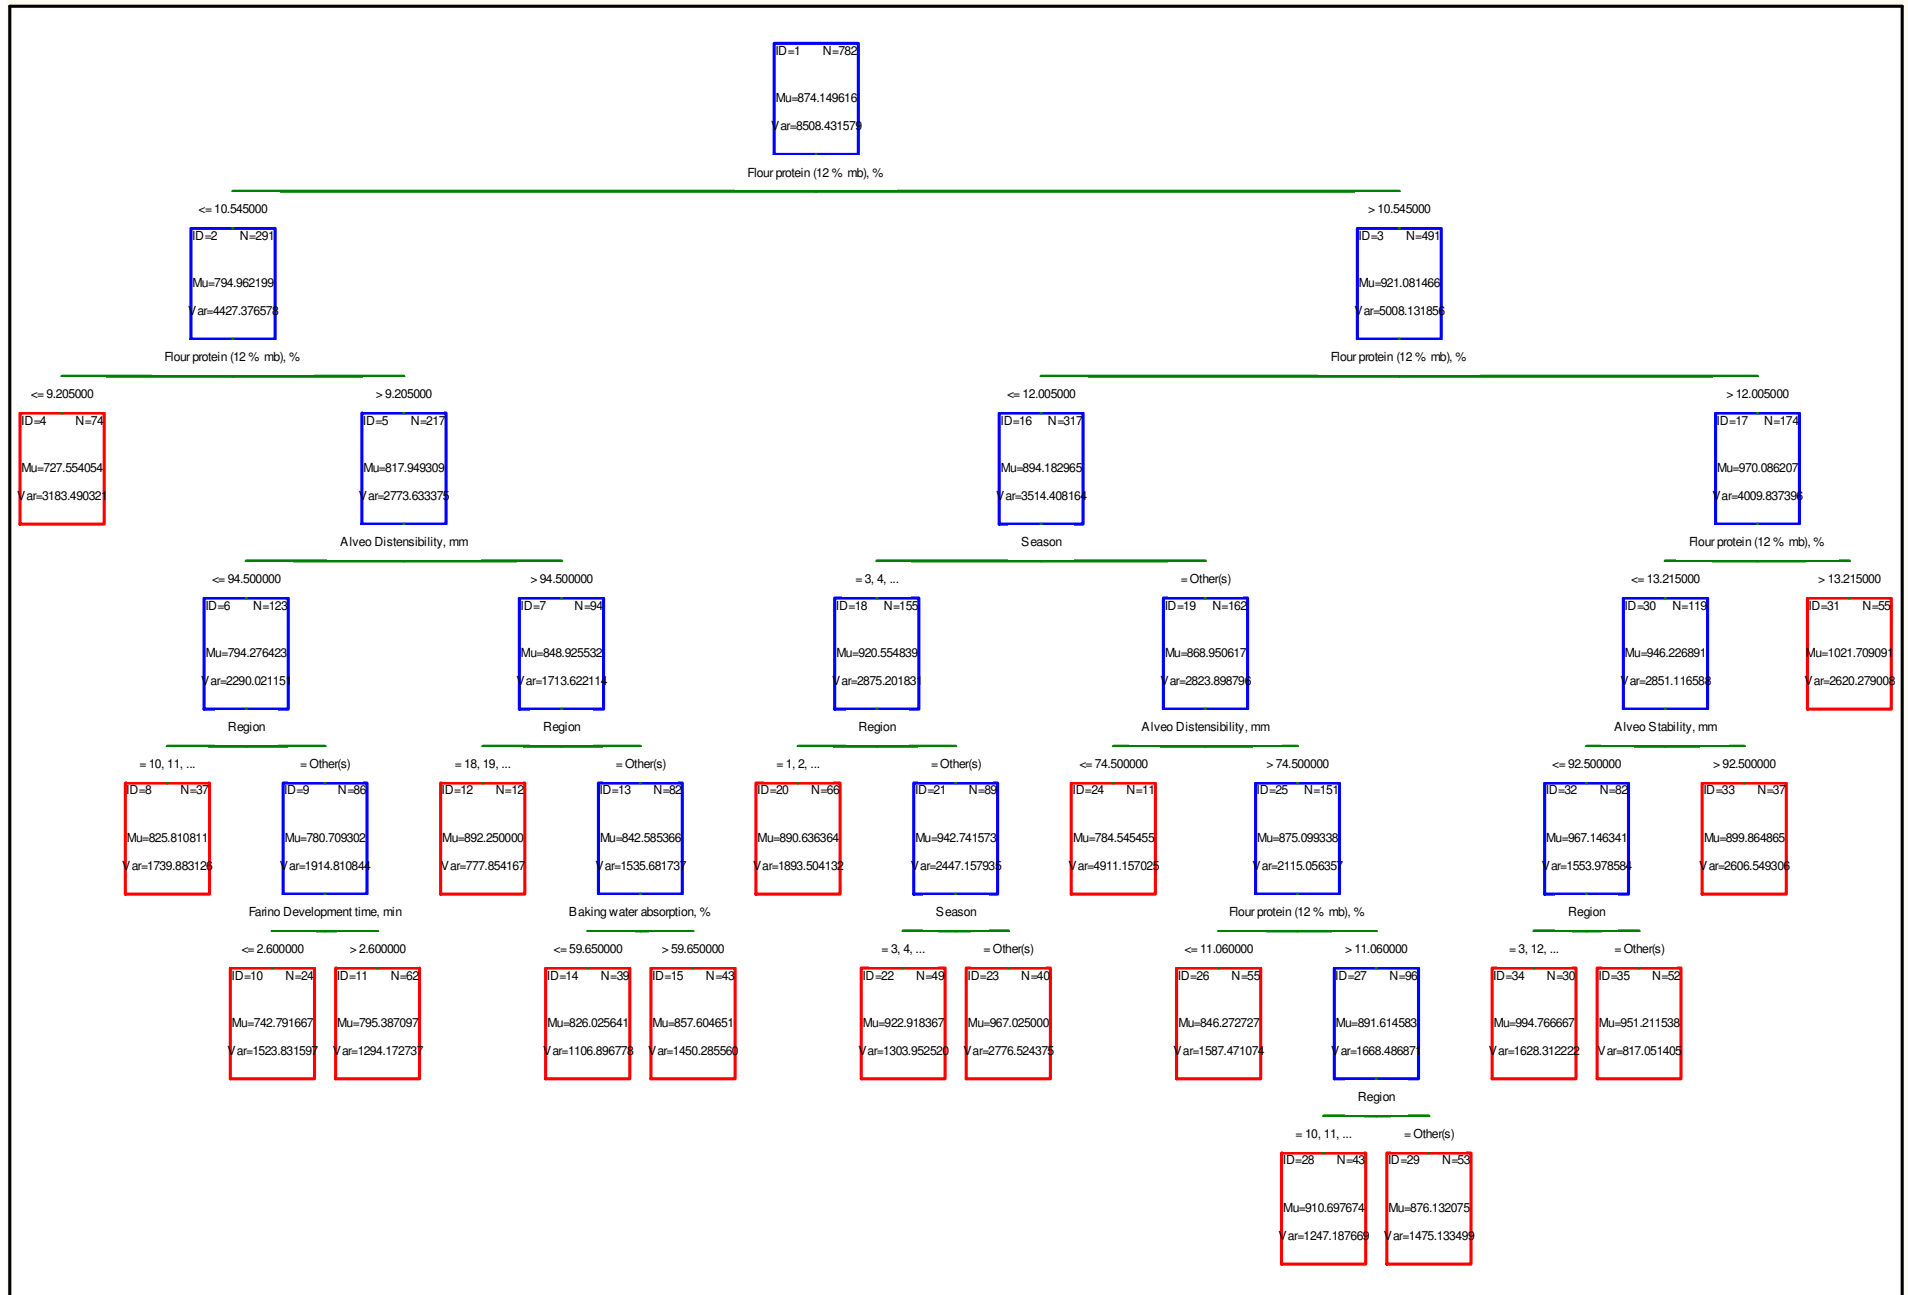 ID=1 N=782
Mu=874.149616
Var=8508.431579
Flour protein (12 % mb), %
<= 10.545000 > 10.545000
ID=2 N=291 ID=3 N=491
Mu=794.962199 Mu=921.081466
Var=4427.376578 Var=5008.131856
Flour protein (12 % mb), % Flour protein (12 % mb), %
<= 9.205000 > 9.205000 <= 12.005000 > 12.005000
ID=4 N=74 ID=5 N=217 ID=16 N=317 ID=17 N=174
Mu=727.554054 Mu=817.949309 Mu=894.182965 Mu=970.086207
Var=3183.490321 Var=2773.633375 Var=3514.408164 Var=4009.837396
Alveo Distensibility, mm Season Flour protein (12 % mb), %
<= 94.500000 > 94.500000 = 3, 4, ... = Other(s) <= 13.215000 > 13.215000
ID=6 N=123 ID=7 N=94 ID=18 N=155 ID=19 N=162 ID=30 N=119 ID=31 N=55
Mu=794.276423 Mu=848.925532 Mu=920.554839 Mu=868.950617 Mu=946.226891 Mu=1021.709091
Var=2290.021151 Var=1713.622114 Var=2875.201831 Var=2823.898796 Var=2851.116588 Var=2620.279008
Region Region Region Alveo Distensibility, mm Alveo Stability, mm
= 10, 11, ... = Other(s) = 18, 19, ... = Other(s) = 1, 2, ... = Other(s) <= 74.500000 > 74.500000 <= 92.500000 > 92.500000
ID=8 N=37 ID=9 N=86 ID=12 N=12 ID=13 N=82 ID=20 N=66 ID=21 N=89 ID=24 N=11 ID=25 N=151 ID=32 N=82 ID=33 N=37
Mu=825.810811 Mu=780.709302 Mu=892.250000 Mu=842.585366 Mu=890.636364 Mu=942.741573 Mu=784.545455 Mu=875.099338 Mu=967.146341 Mu=899.864865
Var=1739.883126 Var=1914.810844 Var=777.854167 Var=1535.681737 Var=1893.504132 Var=2447.157935 Var=4911.157025 Var=2115.056357 Var=1553.978584 Var=2606.549306
Farino Development time, min Baking water absorption, % Season Flour protein (12 % mb), % Region
<= 2.600000 > 2.600000 <= 59.650000 > 59.650000 = 3, 4, ... = Other(s) <= 11.060000 > 11.060000 = 3, 12, ... = Other(s)
ID=10 N=24 ID=11 N=62 ID=14 N=39 ID=15 N=43 ID=22 N=49 ID=23 N=40 ID=26 N=55 ID=27 N=96 ID=34 N=30 ID=35 N=52
Mu=742.791667 Mu=795.387097 Mu=826.025641 Mu=857.604651 Mu=922.918367 Mu=967.025000 Mu=846.272727 Mu=891.614583 Mu=994.766667 Mu=951.211538
Var=1523.831597 Var=1294.172737 Var=1106.896778 Var=1450.285560 Var=1303.952520 Var=2776.524375 Var=1587.471074 Var=1668.486871 Var=1628.312222 Var=817.051405
Region
= 10, 11, ... = Other(s)
ID=28 N=43 ID=29 N=53
Mu=910.697674 Mu=876.132075
Var=1247.187669 Var=1475.133499